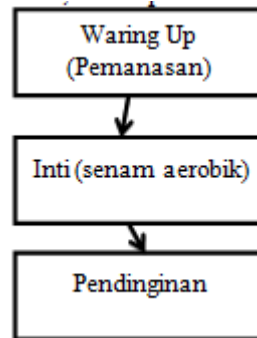 Waring Up
(Pemanasan)
Inti (senam aerobik)
Pendinginan